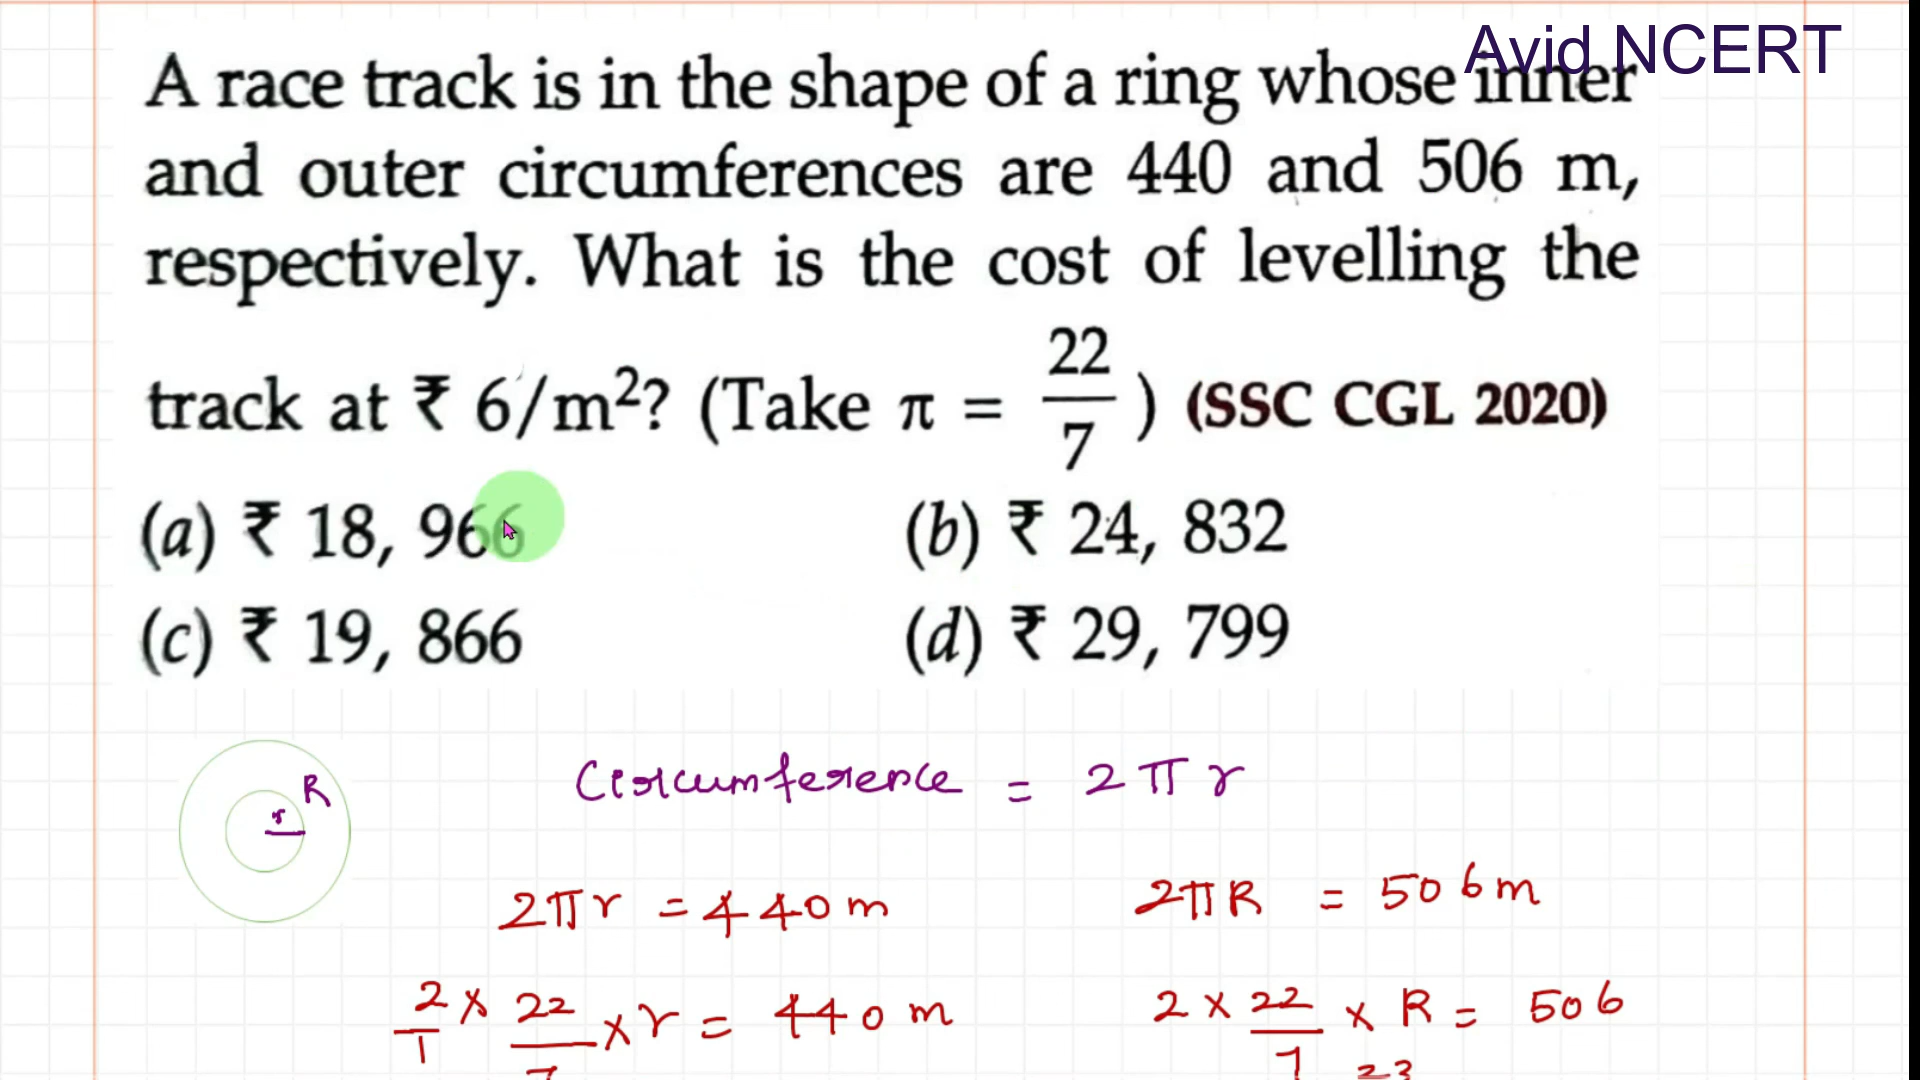 Avid NCERT
A race track is in the shape of a ring whose inner
and outer circumferences are 440 and 506 m,
respectively. What is the cost of levelling the
track at ₹ 6/m²? (Take π = 22/7) (SSC CGL 2020)
(a) ₹ 18, 966 (b) ₹ 24, 832
(c) ₹ 19, 866 (d) ₹ 29, 799
R
r
Circumference = 2πr
2πr = 440m 2πR = 506m
2/1 × 22/7 × r = 440 m 2 × 22/7 × R = 506
23